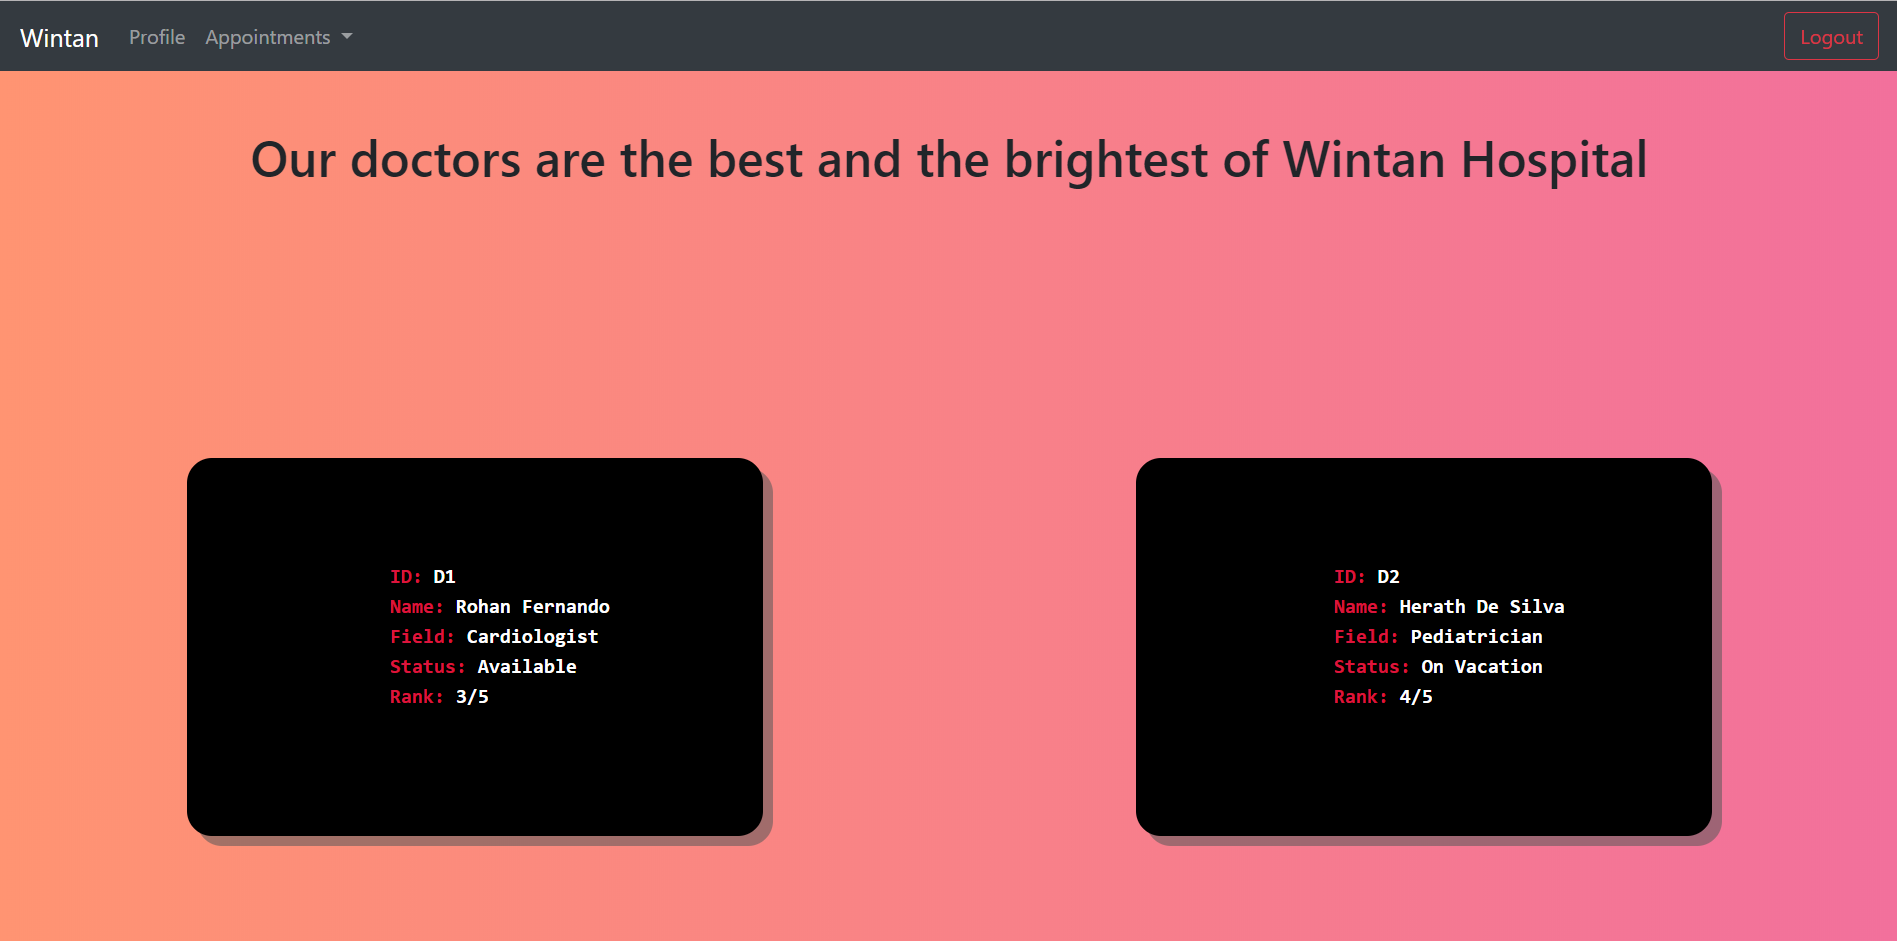 Wintan Profile Appointments Logout
Our doctors are the best and the brightest of Wintan Hospital
ID: D1
Name: Rohan Fernando
Field: Cardiologist
Status: Available
Rank: 3/5
ID: D2
Name: Herath De Silva
Field: Pediatrician
Status: On Vacation
Rank: 4/5